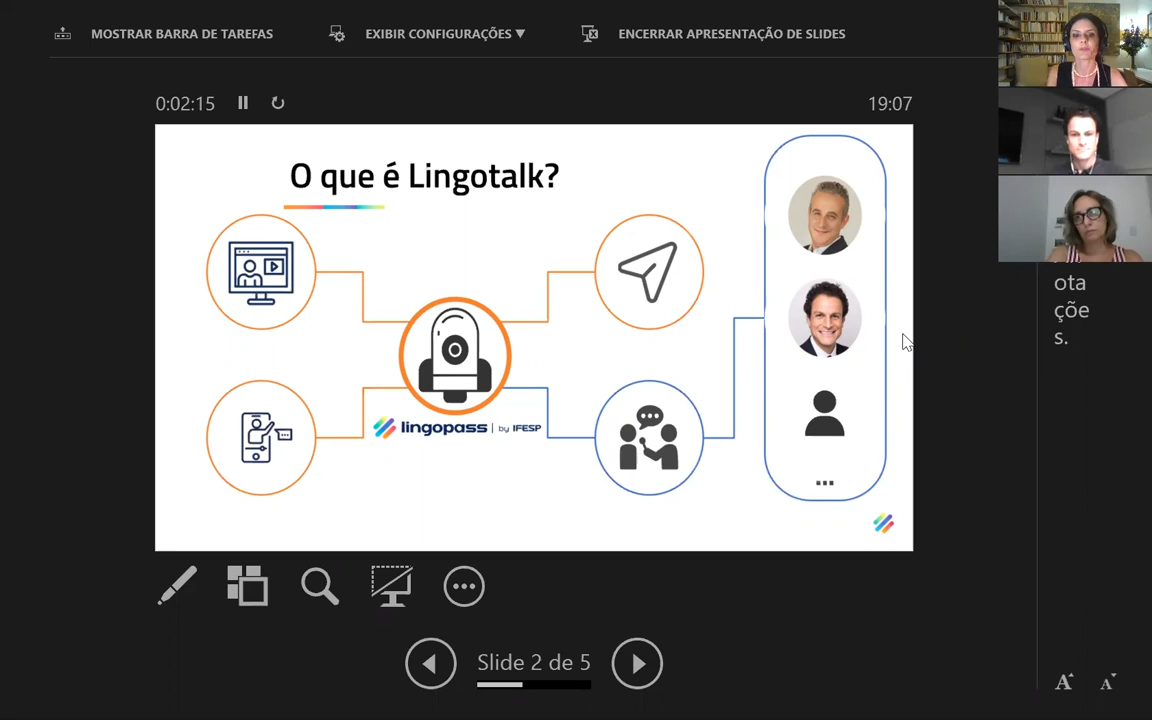 MOSTRAR BARRA DE TAREFAS
EXIBIR CONFIGURAÇÕES ▼
ENCERRAR APRESENTAÇÃO DE SLIDES
0:02:15
19:07
O que é Lingotalk?
lingopass | by IFESP
...
ota
çõe
s.
Slide 2 de 5
A
A